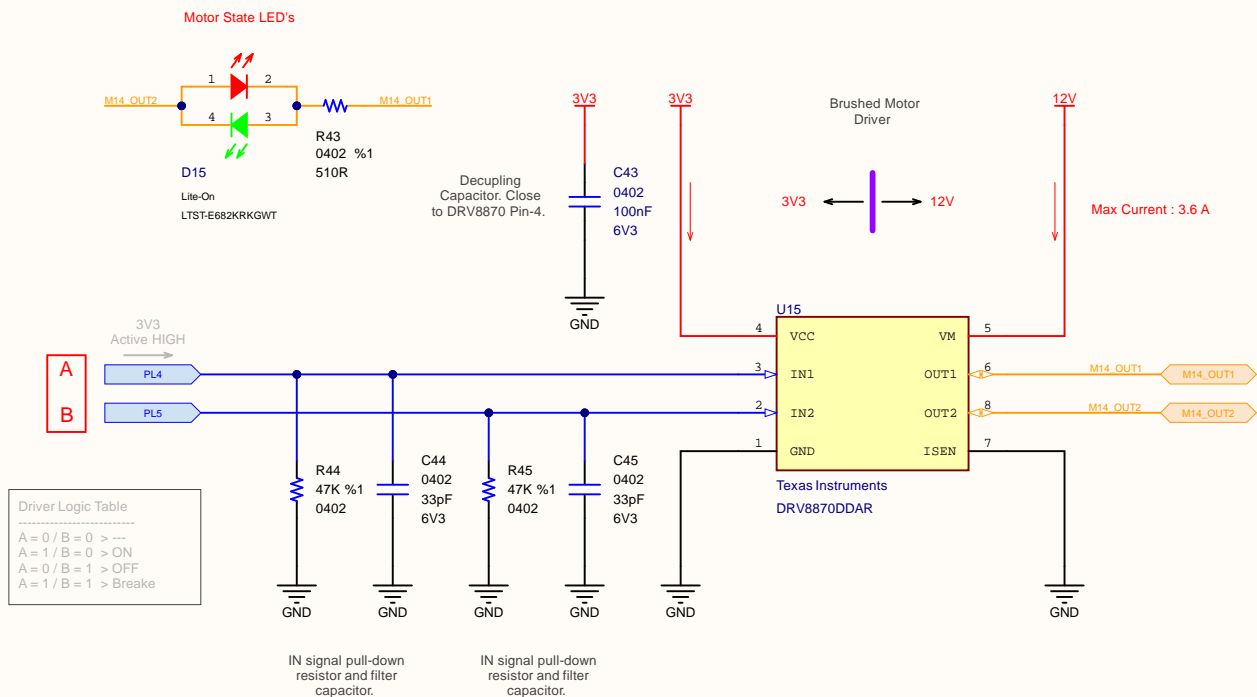 Motor State LED's
1
2
M14_OUT2
M14_OUT1
4
3
R43
0402 %1
510R
D15
Lite-On
LTST-E682KRKGWT
3V3
Decupling
Capacitor. Close
to DRV8870 Pin-4.
C43
0402
100nF
6V3
GND
3V3
12V
Brushed Motor
Driver
3V3
12V
Max Current : 3.6 A
U15
4
VCC
VM
5
3
IN1
OUT1
6
M14_OUT1
M14_OUT1
2
IN2
OUT2
8
M14_OUT2
M14_OUT2
1
GND
ISEN
7
Texas Instruments
DRV8870DDAR
3V3
Active HIGH
A
PL4
B
PL5
R44
47K %1
0402
C44
0402
33pF
6V3
R45
47K %1
0402
C45
0402
33pF
6V3
Driver Logic Table
--------------------------
A = 0 / B = 0 > ---
A = 1 / B = 0 > ON
A = 0 / B = 1 > OFF
A = 1 / B = 1 > Breake
GND
GND
GND
GND
GND
GND
IN signal pull-down
resistor and filter
capacitor.
IN signal pull-down
resistor and filter
capacitor.